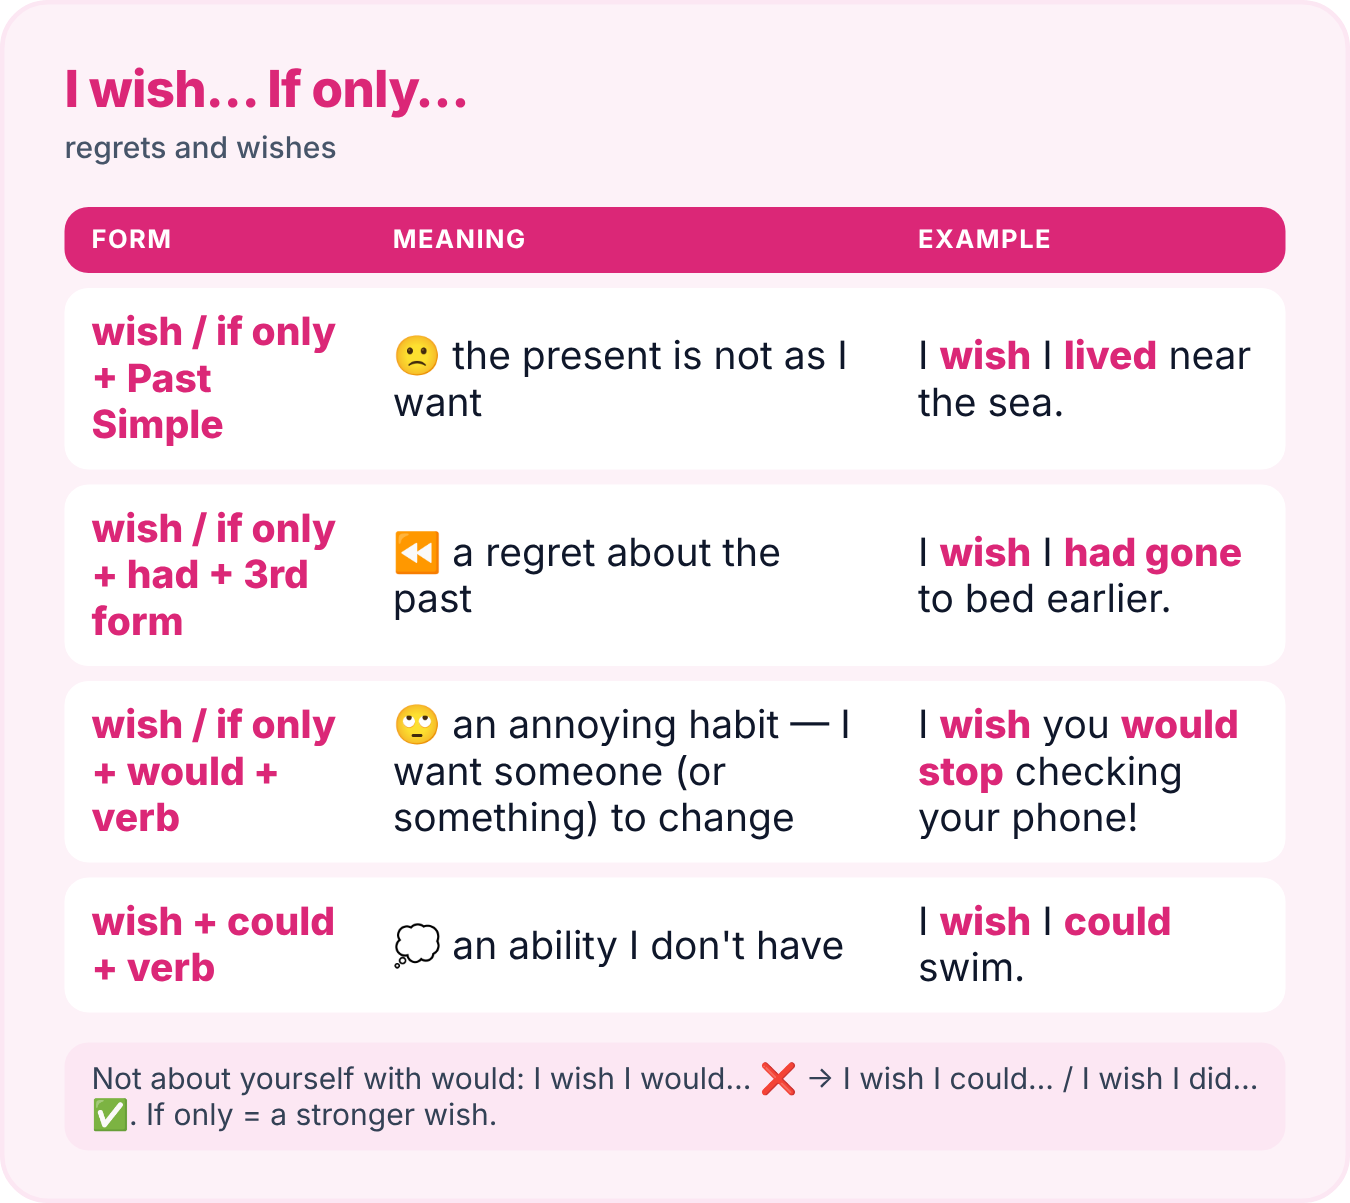 I wish... If only...
regrets and wishes
FORM MEANING EXAMPLE
wish / if only
+ Past
Simple
🙁 the present is not as I
want
I wish I lived near
the sea.
wish / if only
+ had + 3rd
form
⏪ a regret about the
past
I wish I had gone
to bed earlier.
wish / if only
+ would +
verb
🙄 an annoying habit — I
want someone (or
something) to change
I wish you would
stop checking
your phone!
wish + could
+ verb
💭 an ability I don't have
I wish I could
swim.
Not about yourself with would: I wish I would... ❌ → I wish I could... / I wish I did...
✅. If only = a stronger wish.